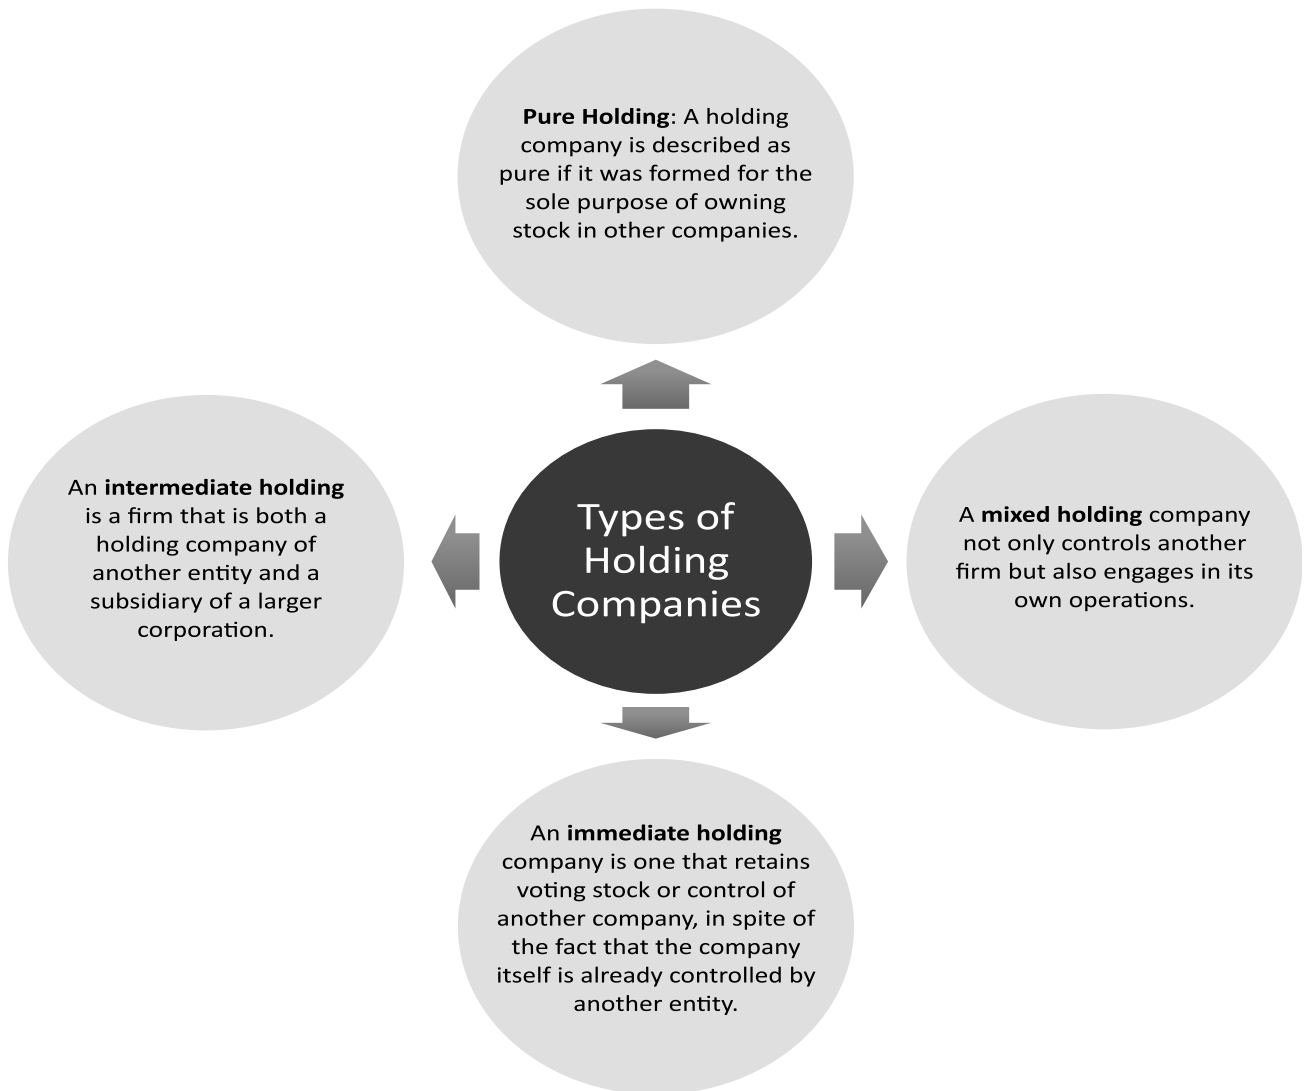 Pure Holding: A holding
company is described as
pure if it was formed for the
sole purpose of owning
stock in other companies.
An intermediate holding
is a firm that is both a
holding company of
another entity and a
subsidiary of a larger
corporation.
Types of
Holding
Companies
A mixed holding company
not only controls another
firm but also engages in its
own operations.
An immediate holding
company is one that retains
voting stock or control of
another company, in spite of
the fact that the company
itself is already controlled by
another entity.